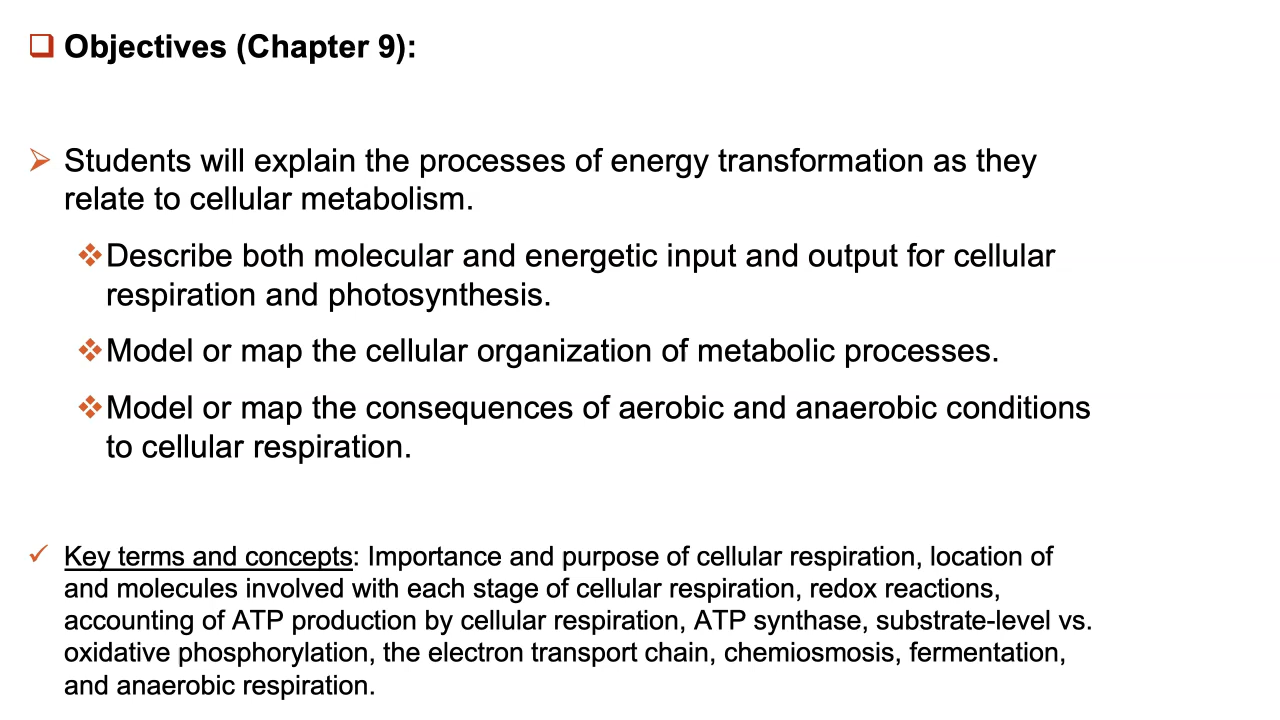 Objectives (Chapter 9):
Students will explain the processes of energy transformation as they
relate to cellular metabolism.
Describe both molecular and energetic input and output for cellular
respiration and photosynthesis.
Model or map the cellular organization of metabolic processes.
Model or map the consequences of aerobic and anaerobic conditions
to cellular respiration.
Key terms and concepts: Importance and purpose of cellular respiration, location of
and molecules involved with each stage of cellular respiration, redox reactions,
accounting of ATP production by cellular respiration, ATP synthase, substrate-level vs.
oxidative phosphorylation, the electron transport chain, chemiosmosis, fermentation,
and anaerobic respiration.